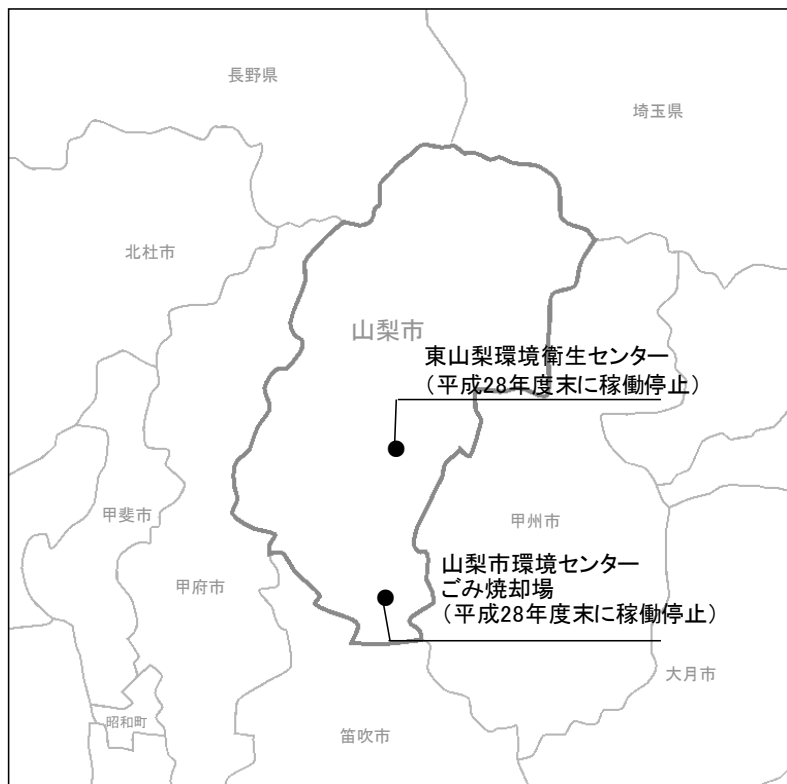 長野県
埼玉県
北杜市
山梨市
東山梨環境衛生センター
（平成28年度末に稼働停止）
甲斐市
甲州市
甲府市
山梨市環境センター
ごみ焼却場
（平成28年度末に稼働停止）
大月市
昭和町
笛吹市